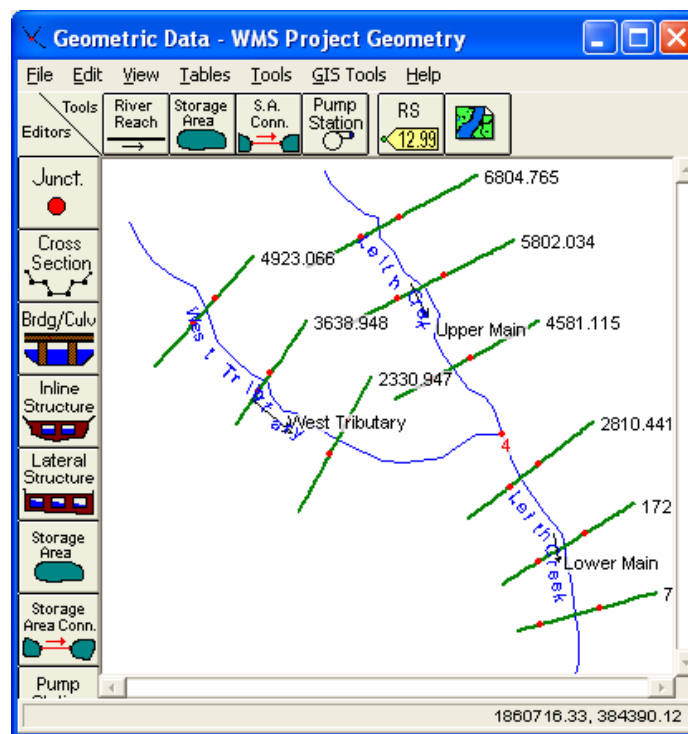 Geometric Data - WMS Project Geometry
File Edit View Tables Tools GIS Tools Help
Tools
Editors
River
Reach
Storage
Area
S.A.
Conn.
Pump
Station
RS
12.99
Junct.
Cross
Section
Brdg/Culv
Inline
Structure
Lateral
Structure
Storage
Area
Storage
Area Conn.
Pump
6804.765
5802.034
4923.066
3638.948
4581.115
2330.947
2810.441
172
7
Upper Main
West Tributary
Lower Main
4
West Tributary
Leith Creek
1860716.33, 384390.12